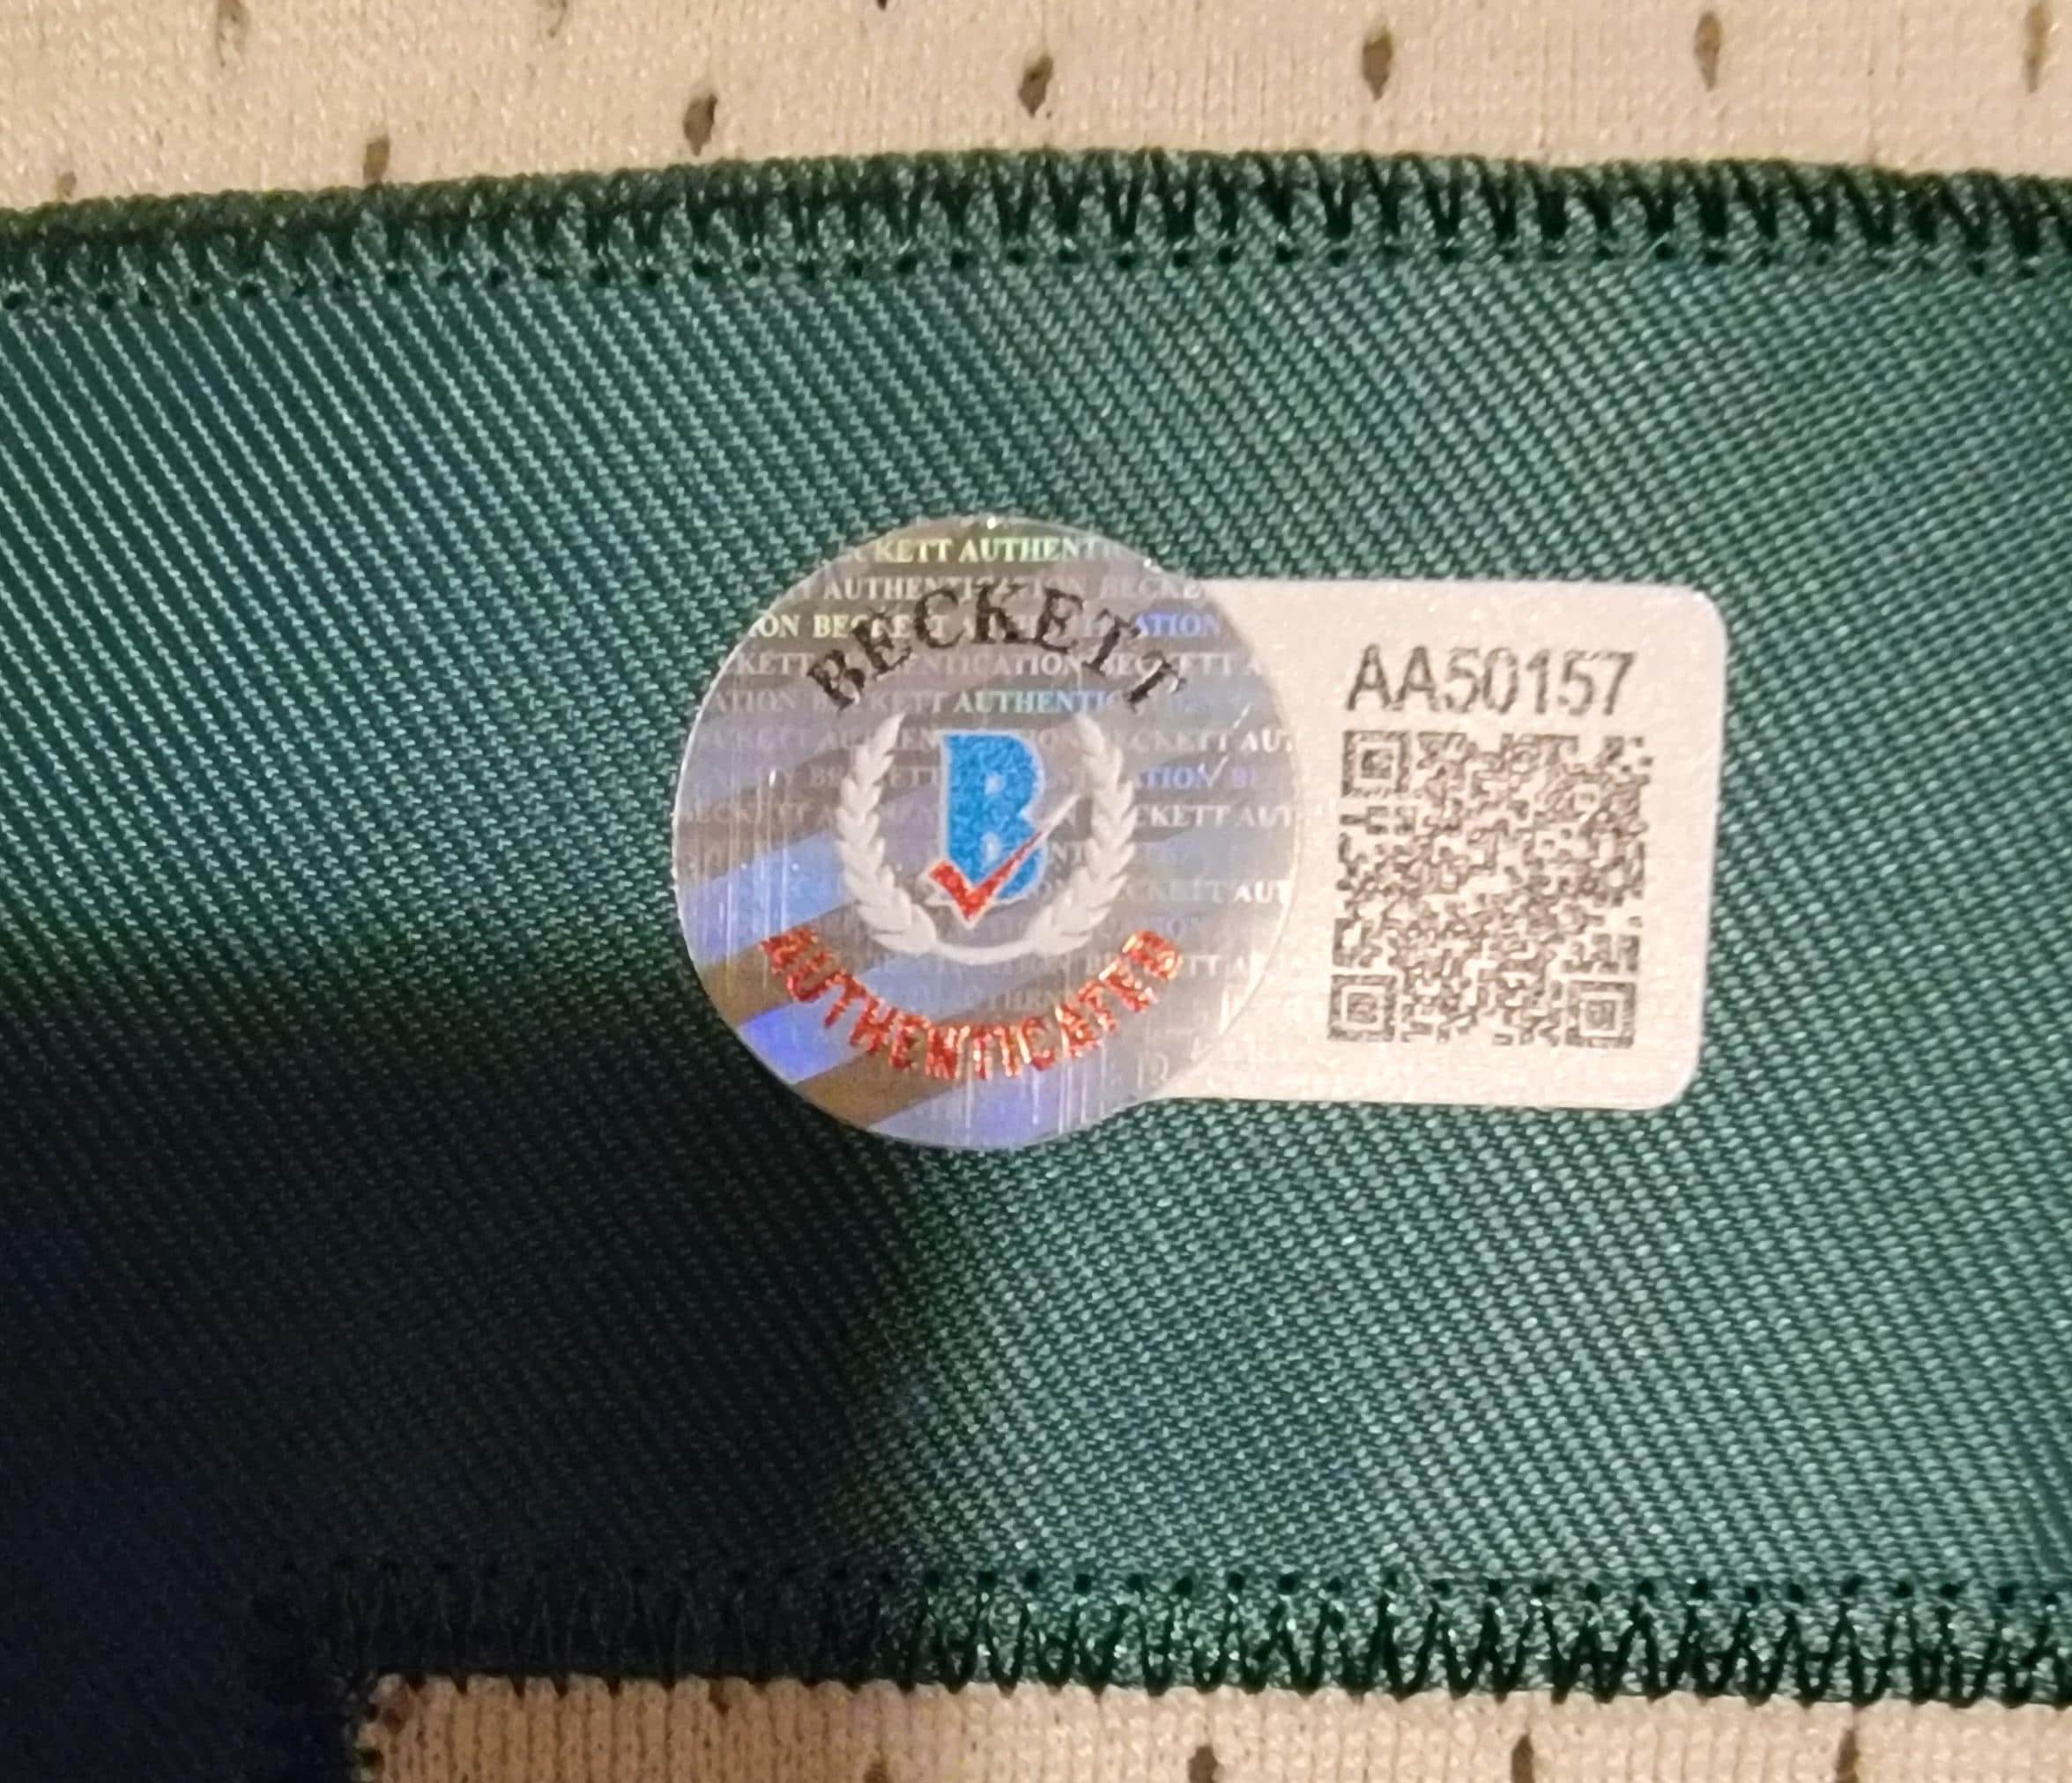 BECKETT
B
AUTHENTICATED
AA50157